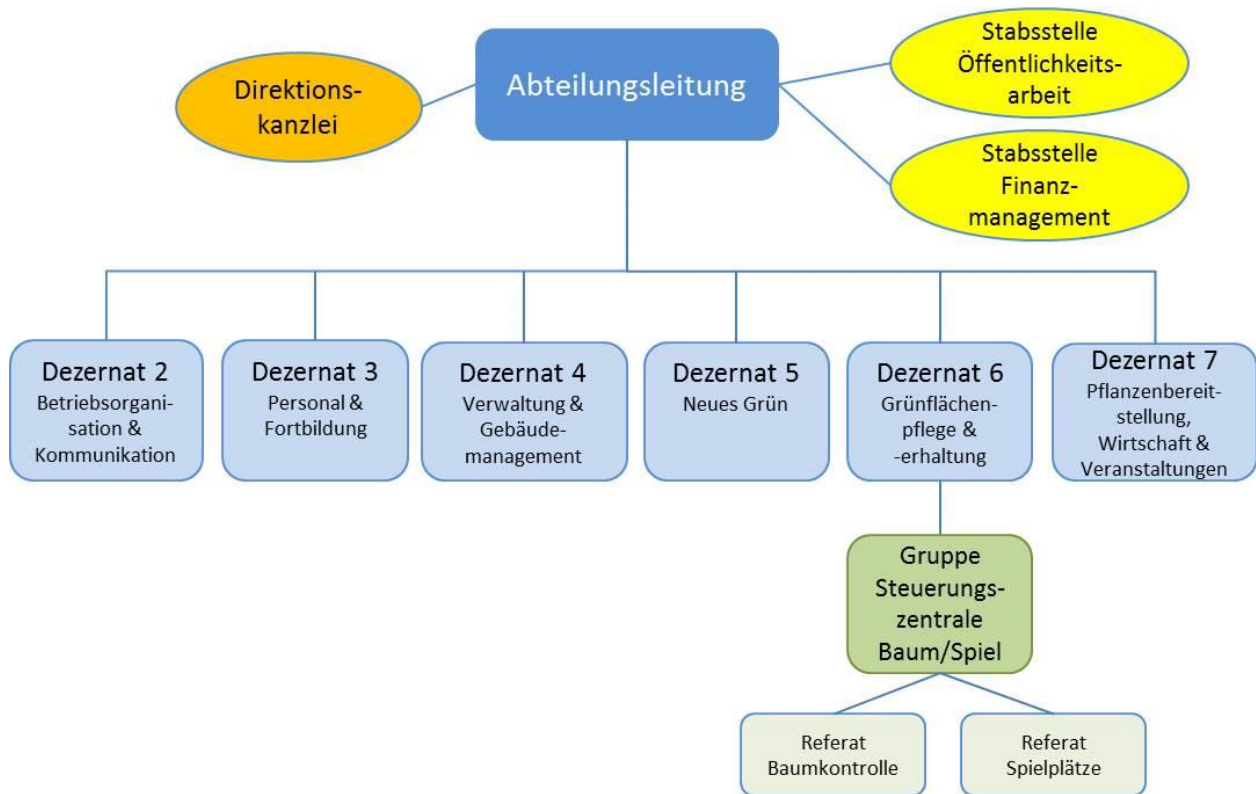 Direktions-
kanzlei
Abteilungsleitung
Stabsstelle
Öffentlichkeits-
arbeit
Stabsstelle
Finanz-
management
Dezernat 2
Betriebsorgani-
sation &
Kommunikation
Dezernat 3
Personal &
Fortbildung
Dezernat 4
Verwaltung &
Gebäude-
management
Dezernat 5
Neues Grün
Dezernat 6
Grünflächen-
pflege &
-erhaltung
Dezernat 7
Pflanzenbereit-
stellung,
Wirtschaft &
Veranstaltungen
Gruppe
Steuerungs-
zentrale
Baum/Spiel
Referat
Baumkontrolle
Referat
Spielplätze